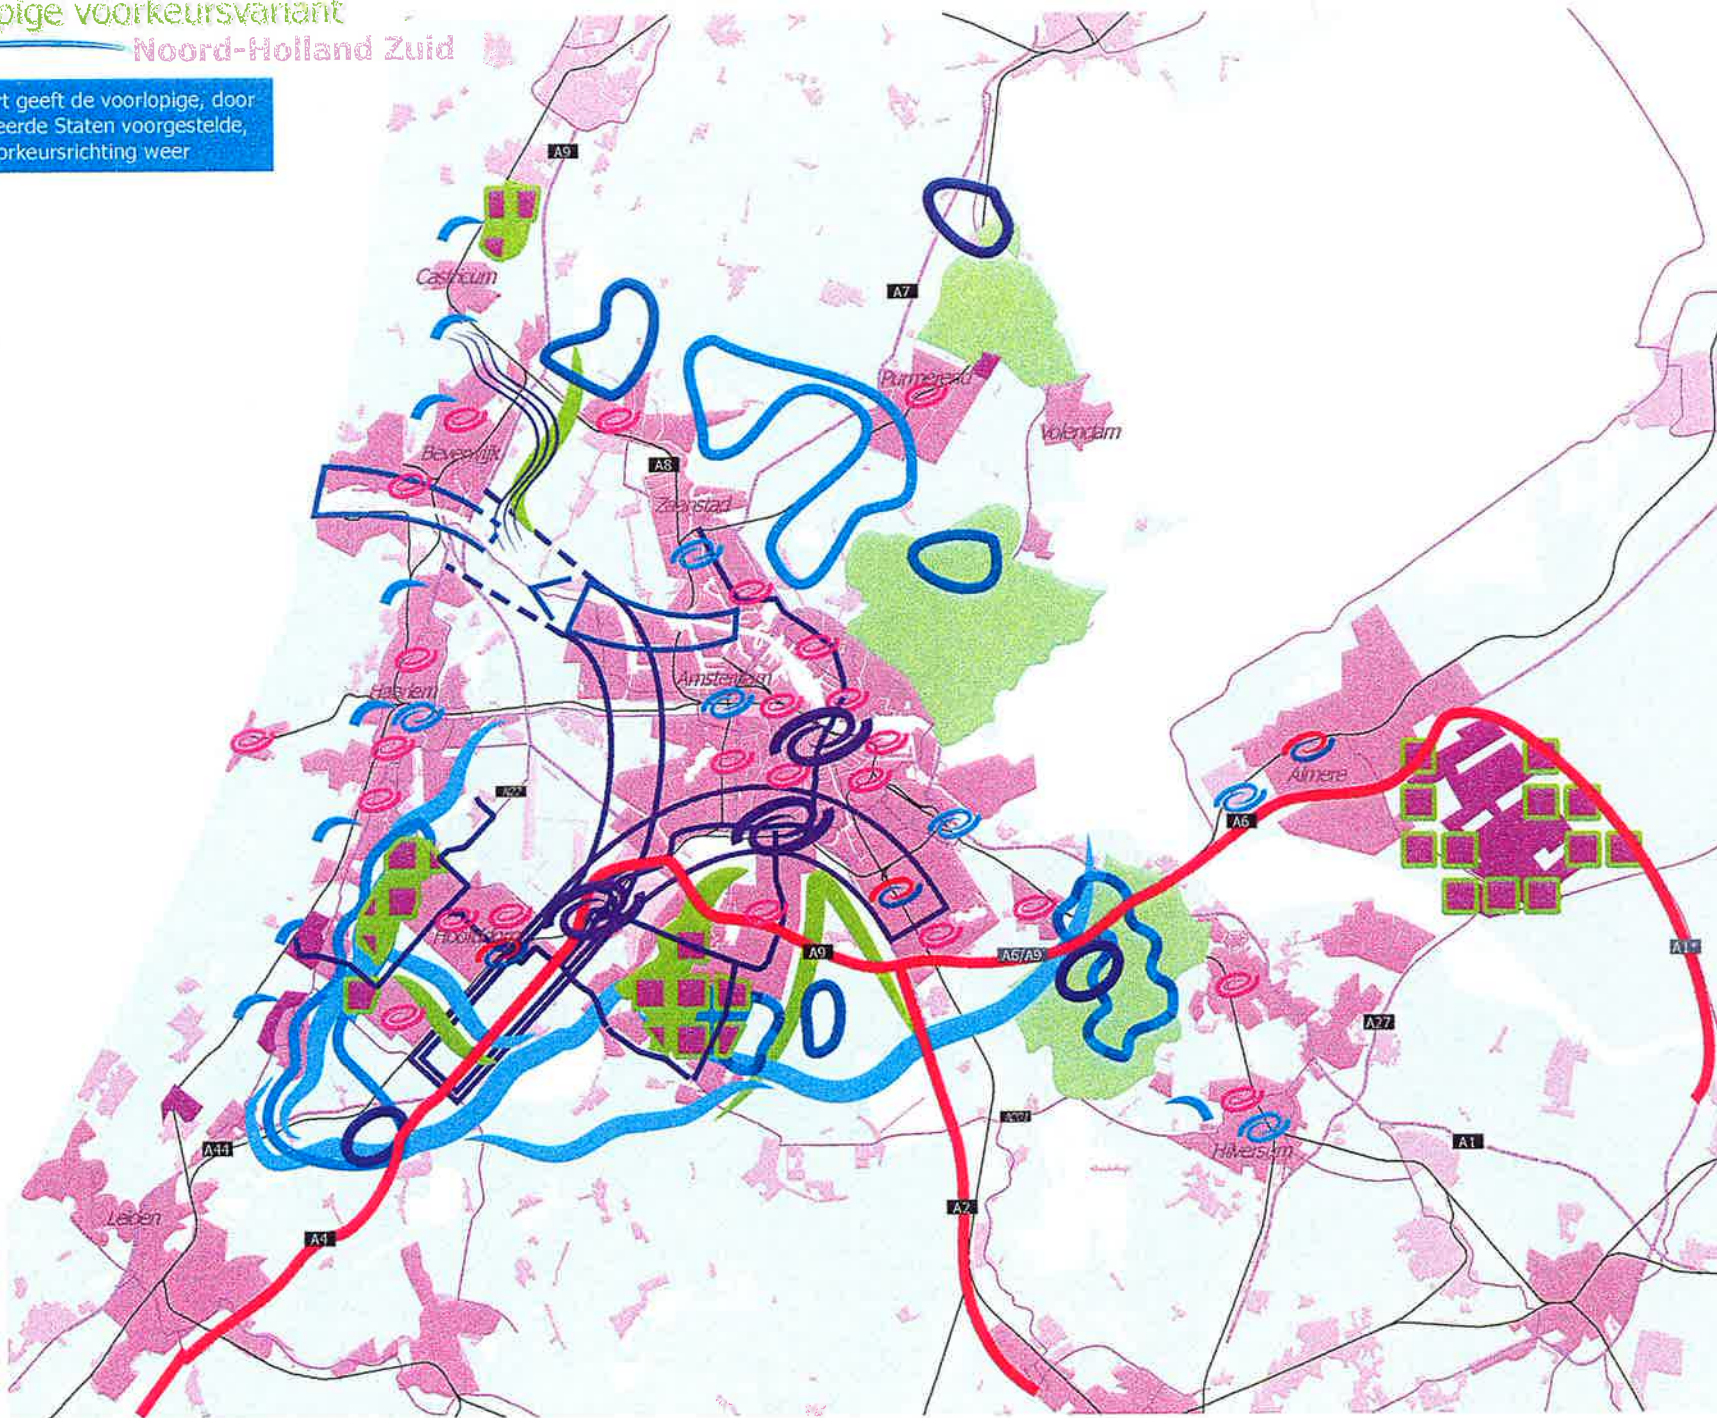 pige voorkeursvariant
Noord-Holland Zuid
rt geeft de voorlopige, door
eerde Staten voorgestelde,
orkeursrichting weer
A9
Castricum
A7
Purmerend
Volendam
Beverwijk
A8
Zaanstad
Haarlem
Amsterdam
Almere
A6
Hoofddorp
A9
A6/A9
A27
Hilversum
A1
A44
Leiden
A4
A2